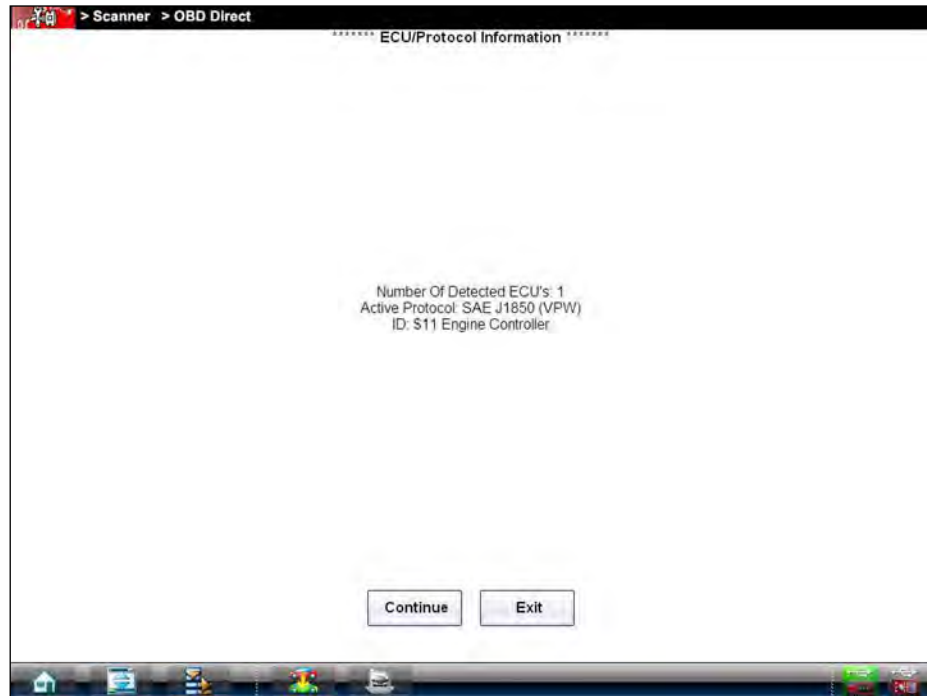 > Scanner > OBD Direct
******* ECU/Protocol Information *******
Number Of Detected ECU's: 1
Active Protocol: SAE J1850 (VPW)
ID: $11 Engine Controller
Continue Exit